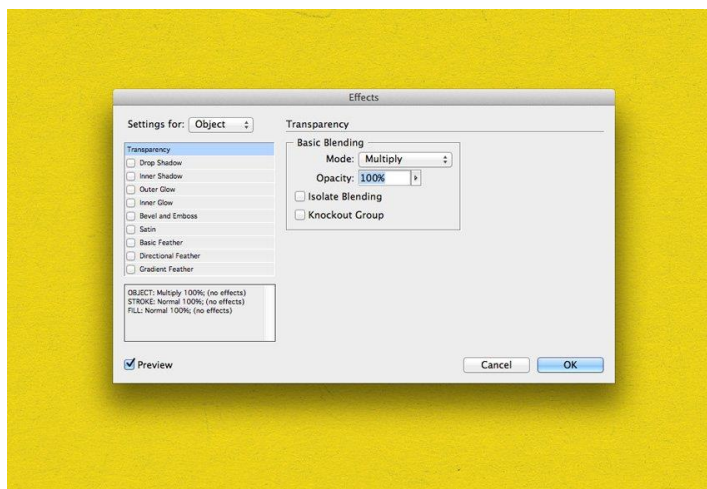 Effects
Settings for: Object
Transparency
Drop Shadow
Inner Shadow
Outer Glow
Inner Glow
Bevel and Emboss
Satin
Basic Feather
Directional Feather
Gradient Feather
OBJECT: Multiply 100%; (no effects)
STROKE: Normal 100%; (no effects)
FILL: Normal 100%; (no effects)
Preview
Transparency
Basic Blending
Mode: Multiply
Opacity: 100%
Isolate Blending
Knockout Group
Cancel
OK